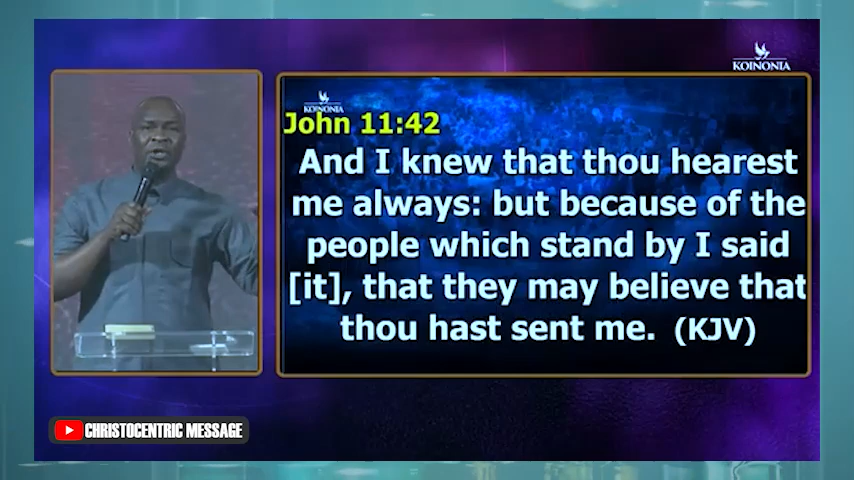 KOINONIA
KOINONIA
John 11:42
And I knew that thou hearest
me always: but because of the
people which stand by I said
[it], that they may believe that
thou hast sent me. (KJV)
CHRISTOCENTRIC MESSAGE